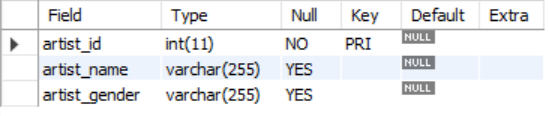 Field Type Null Key Default Extra
artist_id int(11) NO PRI NULL
artist_name varchar(255) YES NULL
artist_gender varchar(255) YES NULL